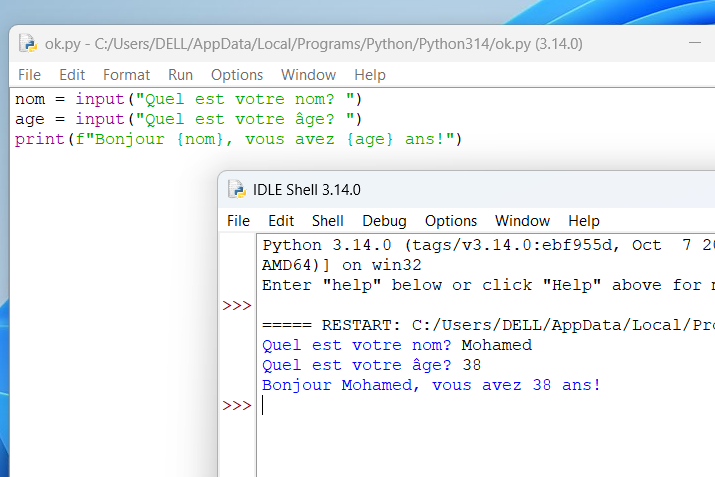 ok.py - C:/Users/DELL/AppData/Local/Programs/Python/Python314/ok.py (3.14.0)
File Edit Format Run Options Window Help
nom = input("Quel est votre nom? ")
age = input("Quel est votre âge? ")
print(f"Bonjour {nom}, vous avez {age} ans!")
IDLE Shell 3.14.0
File Edit Shell Debug Options Window Help
Python 3.14.0 (tags/v3.14.0:ebf955d, Oct 7 20
AMD64)] on win32
Enter "help" below or click "Help" above for
>>>
===== RESTART: C:/Users/DELL/AppData/Local/Pro
Quel est votre nom? Mohamed
Quel est votre âge? 38
Bonjour Mohamed, vous avez 38 ans!
>>>